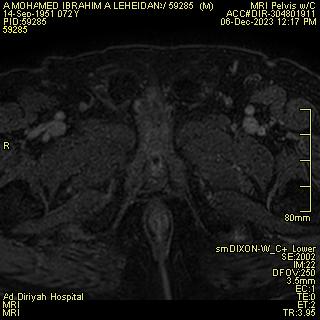 A MOHAMED IBRAHIM A LEHEIDAN:/ 59285 (M)
14-Sep-1951 072Y
PID:59285
59285
MRI Pelvis w/C
ACC#DIR-304801911
06-Dec-2023 12:17 PM
R
80mm
smDIXON-W_C+ Lower
SE:2002
IM:22
DFOV:250
3.5mm
EC:1
TE:0
ET:2
TR:3.95
Ad Diriyah Hospital
MRI
MRI